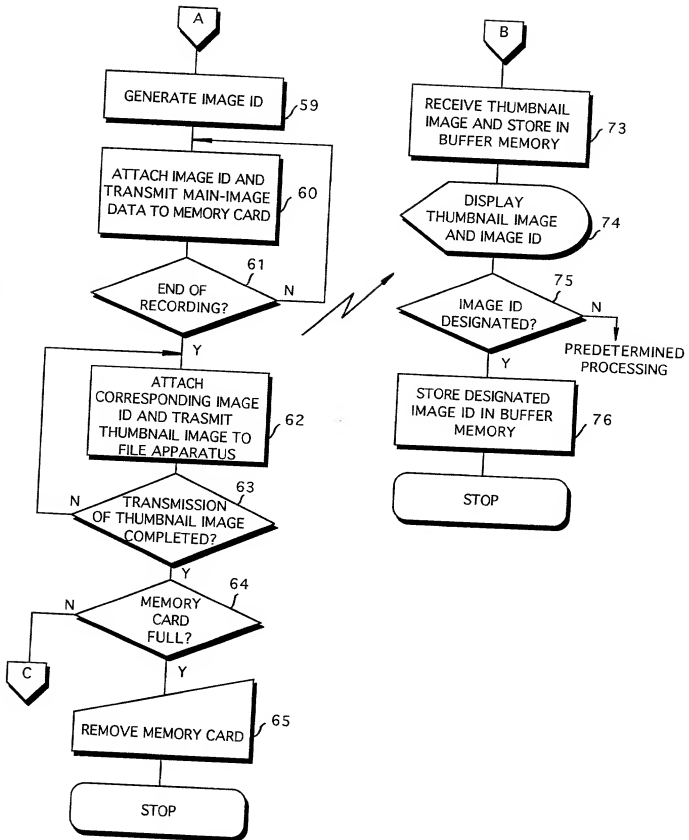 A
GENERATE IMAGE ID
59
ATTACH IMAGE ID AND
TRANSMIT MAIN-IMAGE
DATA TO MEMORY CARD
60
61
END OF
RECORDING?
N
Y
ATTACH
CORRESPONDING IMAGE
ID AND TRASMIT
THUMBNAIL IMAGE TO
FILE APPARATUS
62
63
N
TRANSMISSION
OF THUMBNAIL IMAGE
COMPLETED?
Y
64
N
MEMORY
CARD
FULL?
C
Y
REMOVE MEMORY CARD
65
STOP
B
RECEIVE THUMBNAIL
IMAGE AND STORE IN
BUFFER MEMORY
73
DISPLAY
THUMBNAIL IMAGE
AND IMAGE ID
74
75
IMAGE ID
DESIGNATED?
N
PREDETERMINED
PROCESSING
Y
STORE DESIGNATED
IMAGE ID IN BUFFER
MEMORY
76
STOP